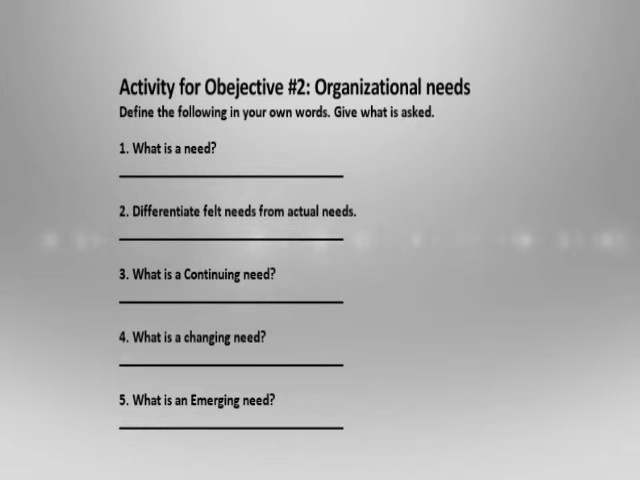 Activity for Obejective #2: Organizational needs
Define the following in your own words. Give what is asked.
1. What is a need?
2. Differentiate felt needs from actual needs.
3. What is a Continuing need?
4. What is a changing need?
5. What is an Emerging need?